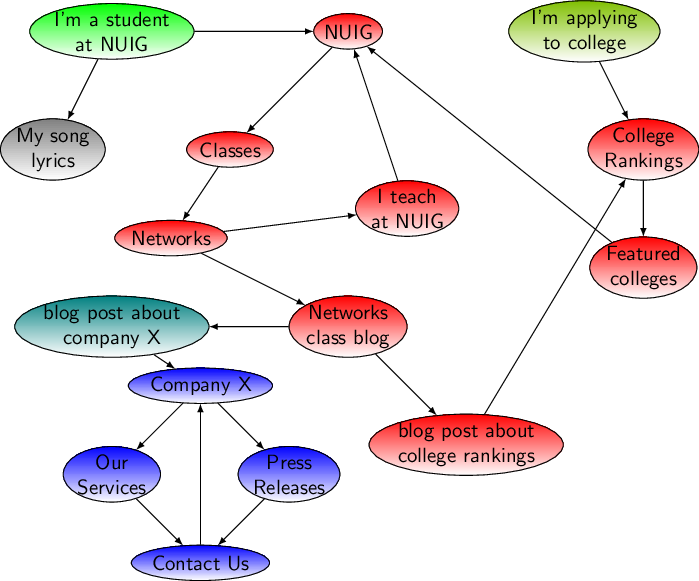 I'm a student
at NUIG
NUIG
I'm applying
to college
My song
lyrics
Classes
College
Rankings
I teach
at NUIG
Networks
Featured
colleges
blog post about
company X
Networks
class blog
Company X
blog post about
college rankings
Our
Services
Press
Releases
Contact Us